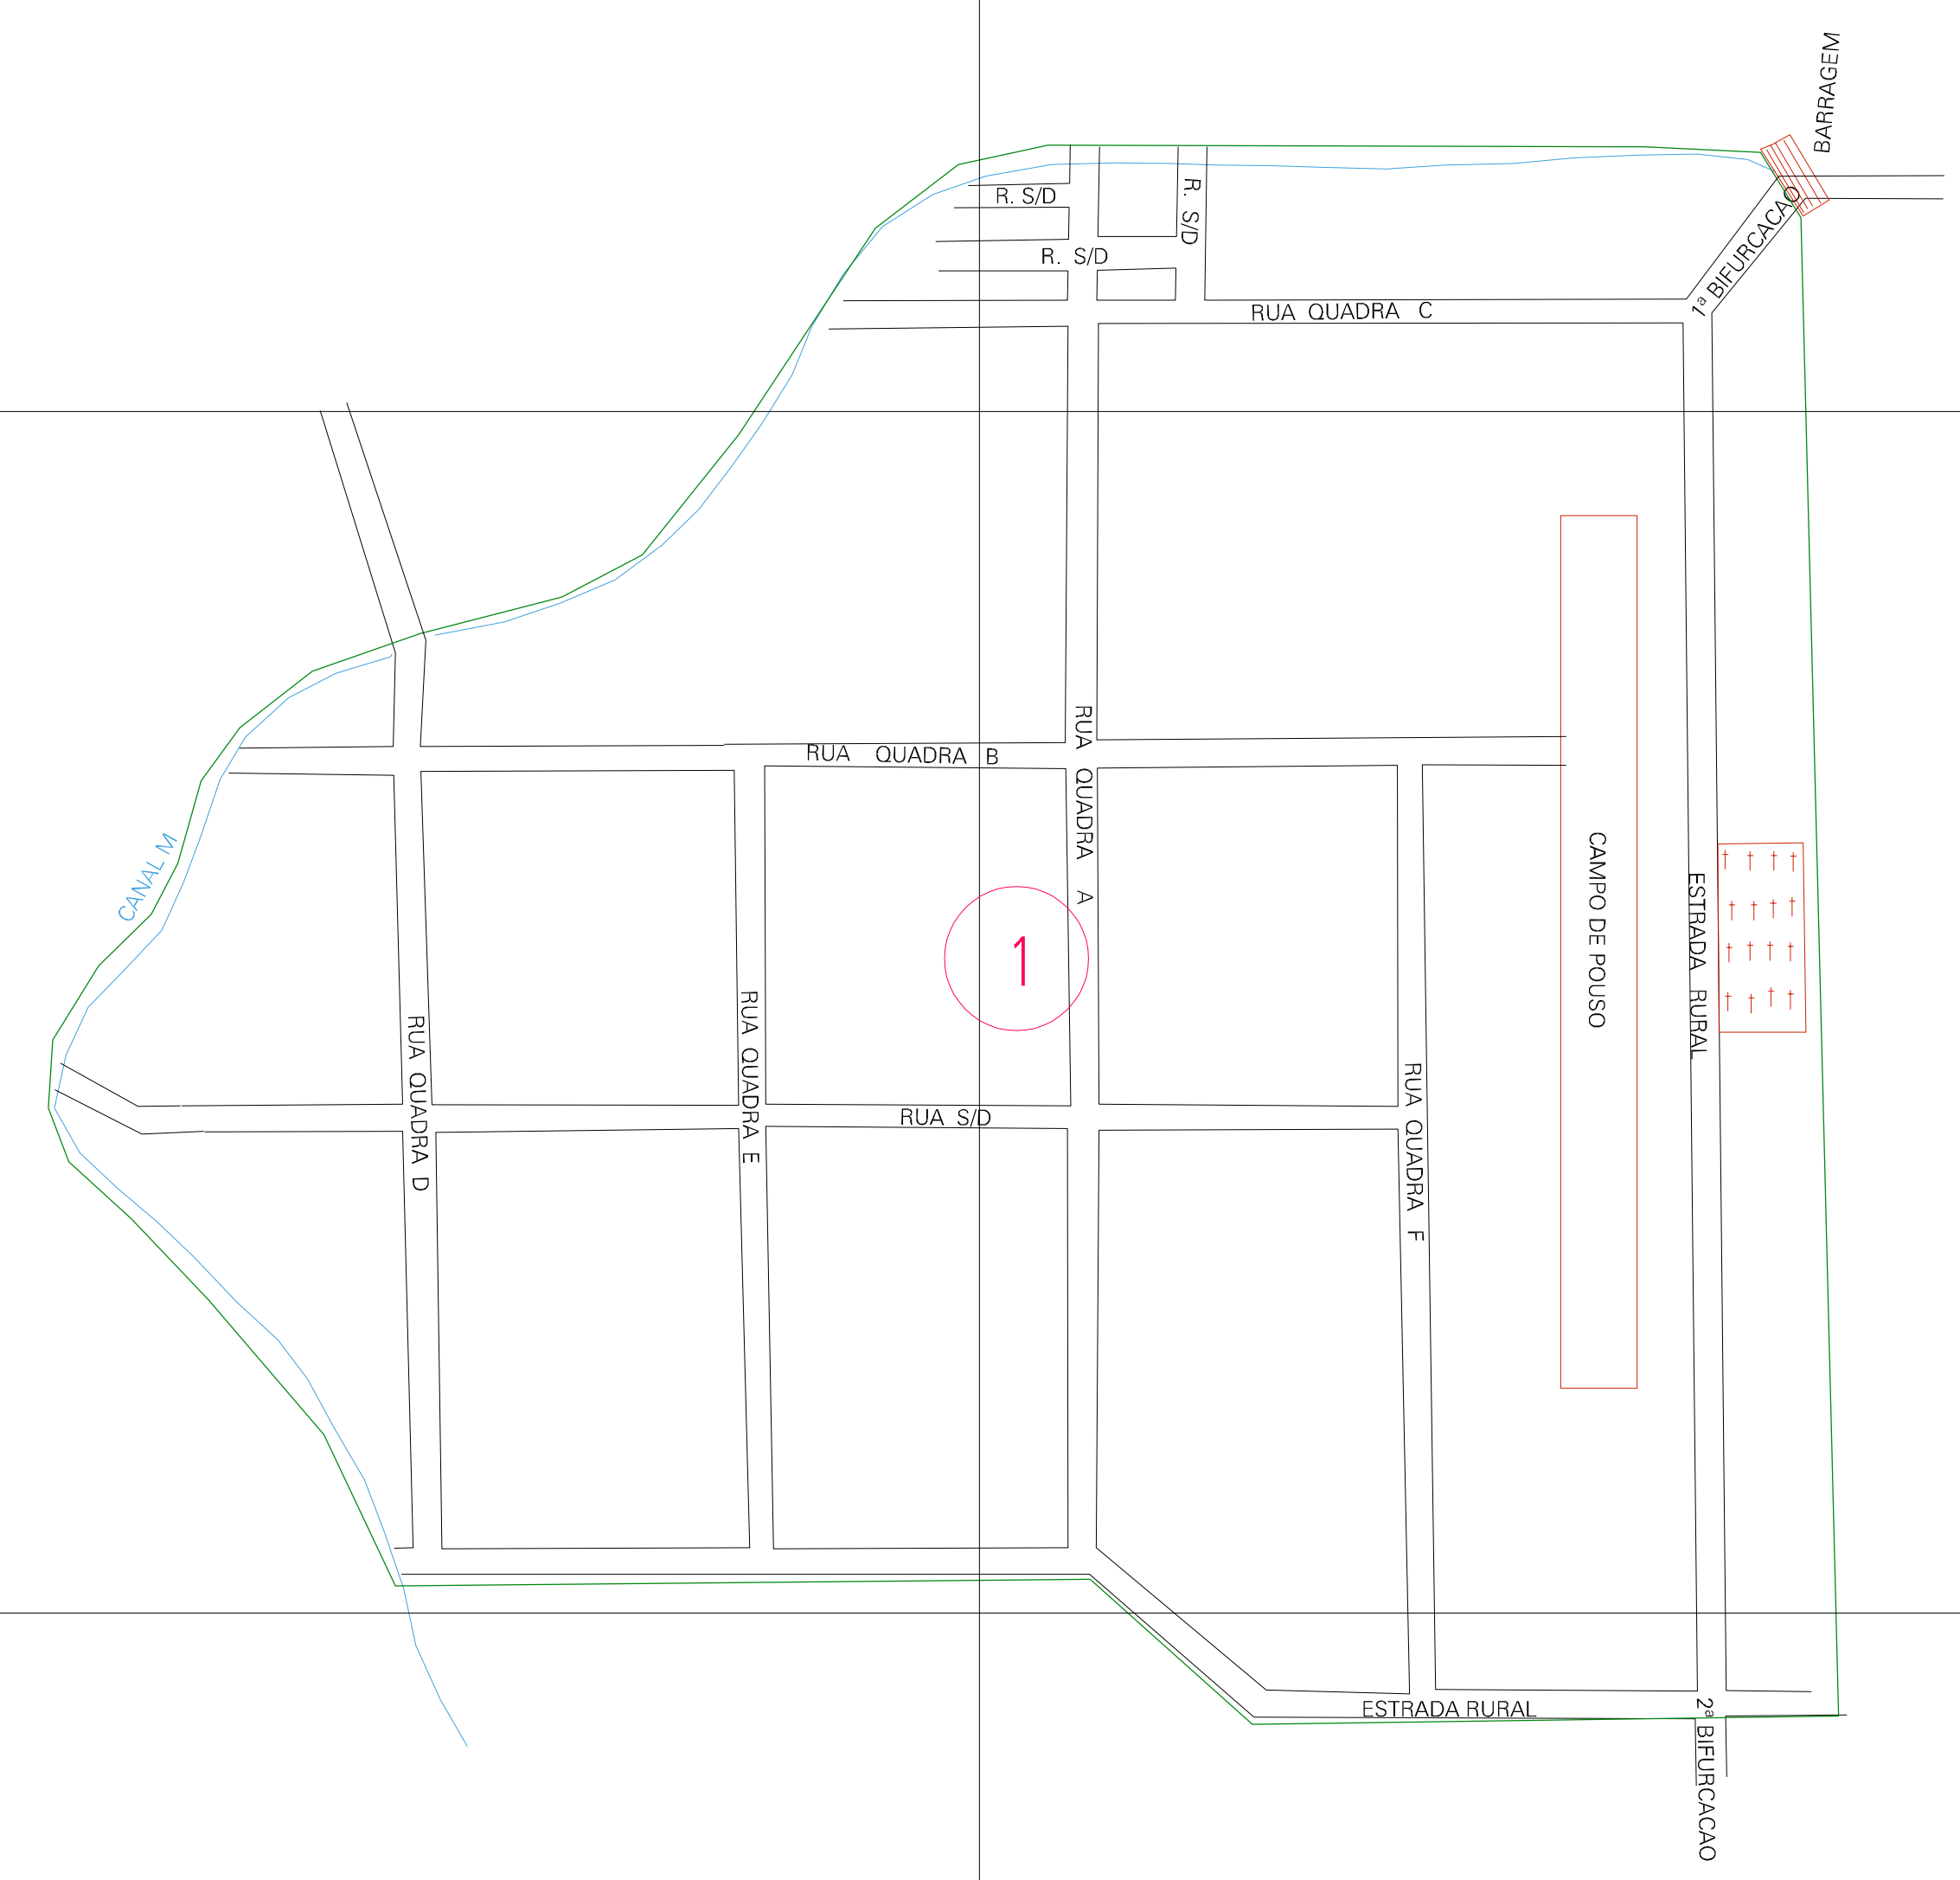 BARRAGEM
R. S/D
R. S/D
R. S/D
1ª BIFURCACAO
RUA QUADRA C
RUA QUADRA B
RUA QUADRA A
CANAL M
CAMPO DE POUSO
ESTRADA RURAL
1
RUA QUADRA D
RUA QUADRA E
RUA S/D
RUA QUADRA F
ESTRADA RURAL
2ª BIFURCACAO